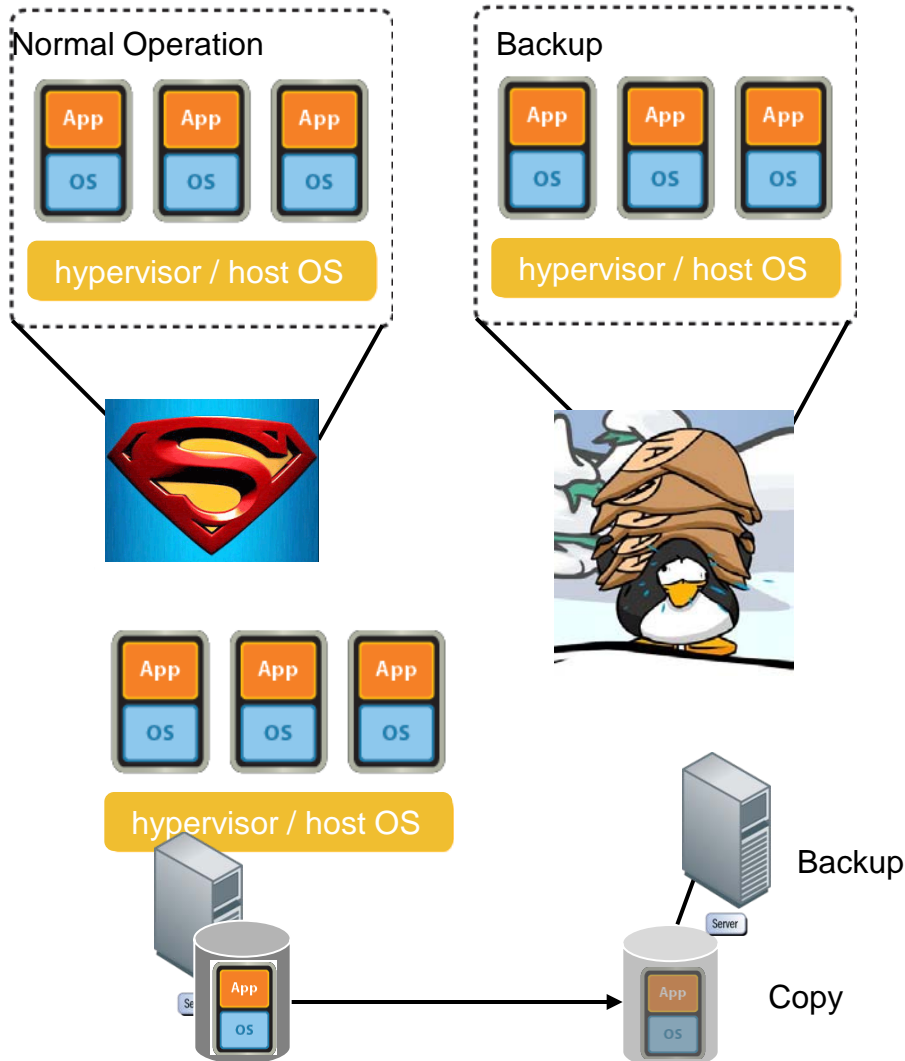 Normal Operation
App App App
OS OS OS
hypervisor / host OS
Backup
App App App
OS OS OS
hypervisor / host OS
S
A
App App App
OS OS OS
hypervisor / host OS
Backup
Server
Se
App
OS
App
OS
Copy